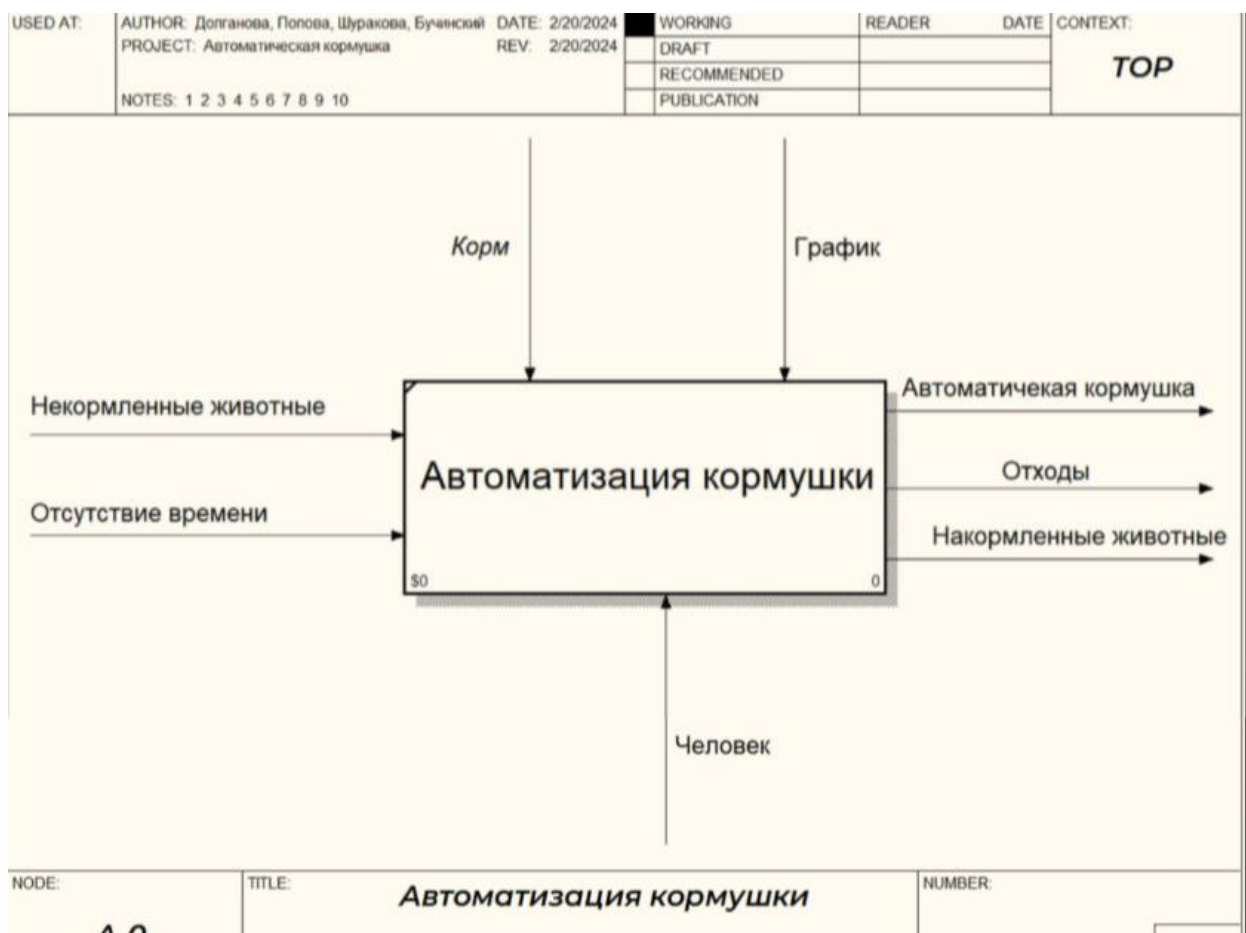 USED AT:
AUTHOR: Долганова, Попова, Шуракова, Бучинский DATE: 2/20/2024
PROJECT: Автоматическая кормушка REV: 2/20/2024
NOTES: 1 2 3 4 5 6 7 8 9 10
WORKING
DRAFT
RECOMMENDED
PUBLICATION
READER DATE
CONTEXT:
TOP
Корм
График
Некормленные животные
Отсутствие времени
Автоматизация кормушки
$0 0
Автоматичекая кормушка
Отходы
Накормленные животные
Человек
NODE:
TITLE:
Автоматизация кормушки
NUMBER: